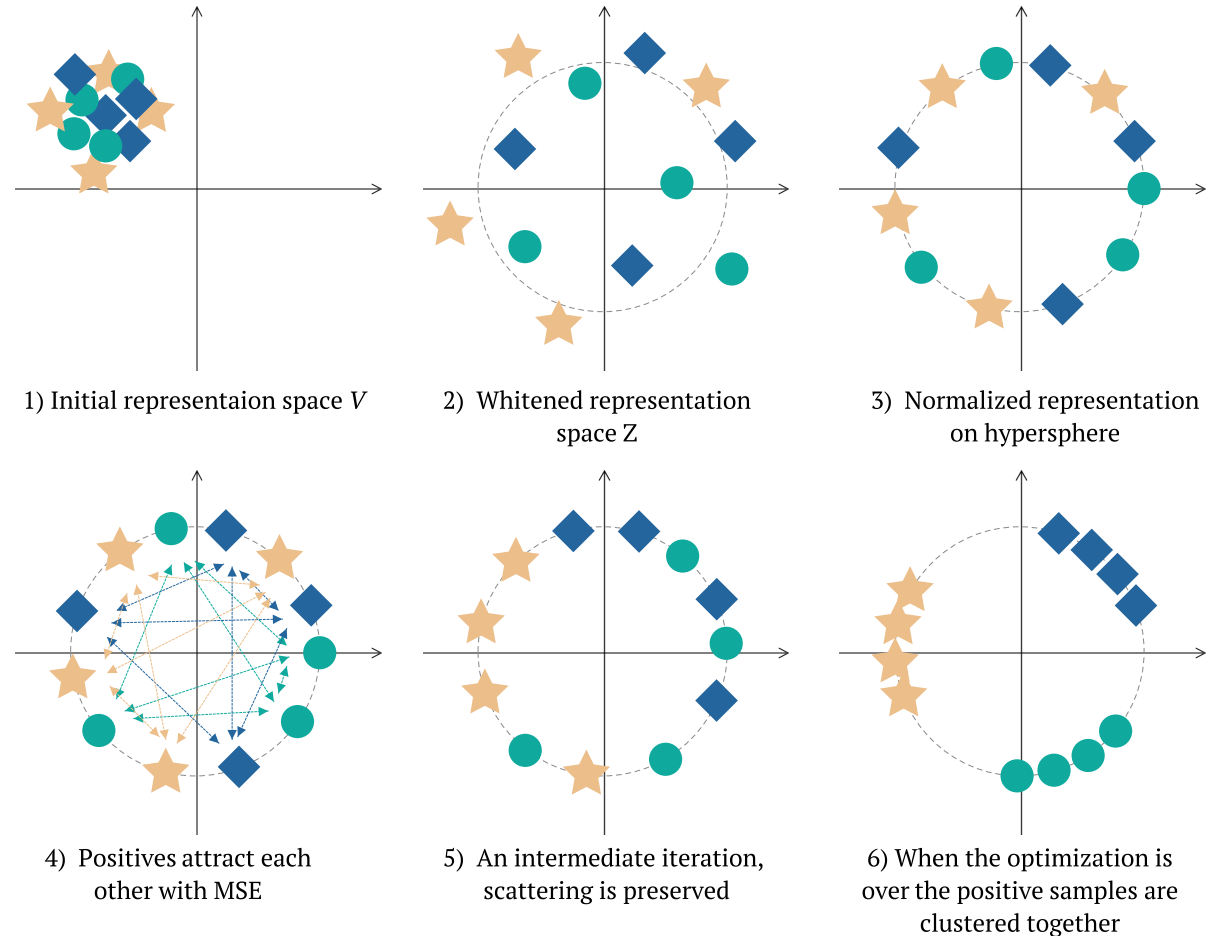 1) Initial representaion space V
2) Whitened representation
space Z
3) Normalized representation
on hypersphere
4) Positives attract each
other with MSE
5) An intermediate iteration,
scattering is preserved
6) When the optimization is
over the positive samples are
clustered together